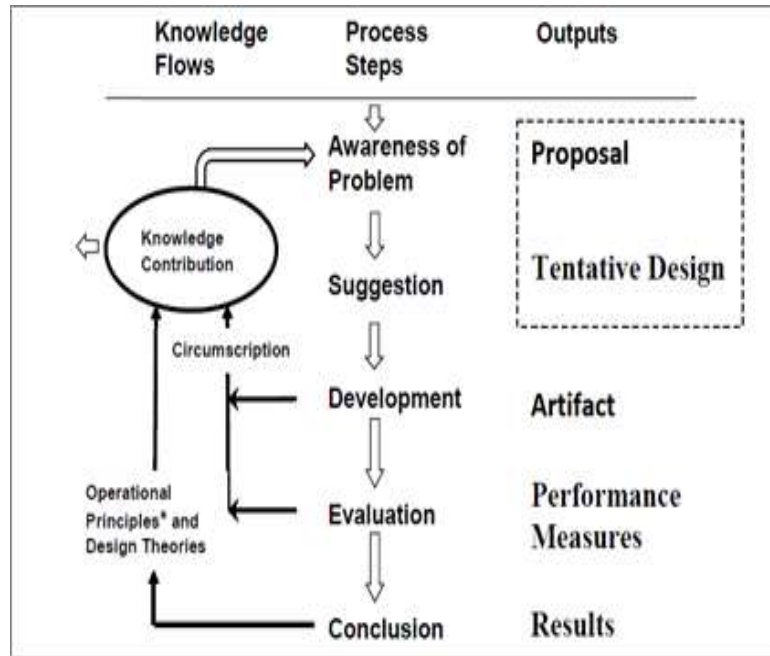 Knowledge
Flows
Process
Steps
Outputs
Awareness of
Problem
Proposal
Knowledge
Contribution
Suggestion
Tentative Design
Circumscription
Development
Artifact
Operational
Principles* and
Design Theories
Evaluation
Performance
Measures
Conclusion
Results